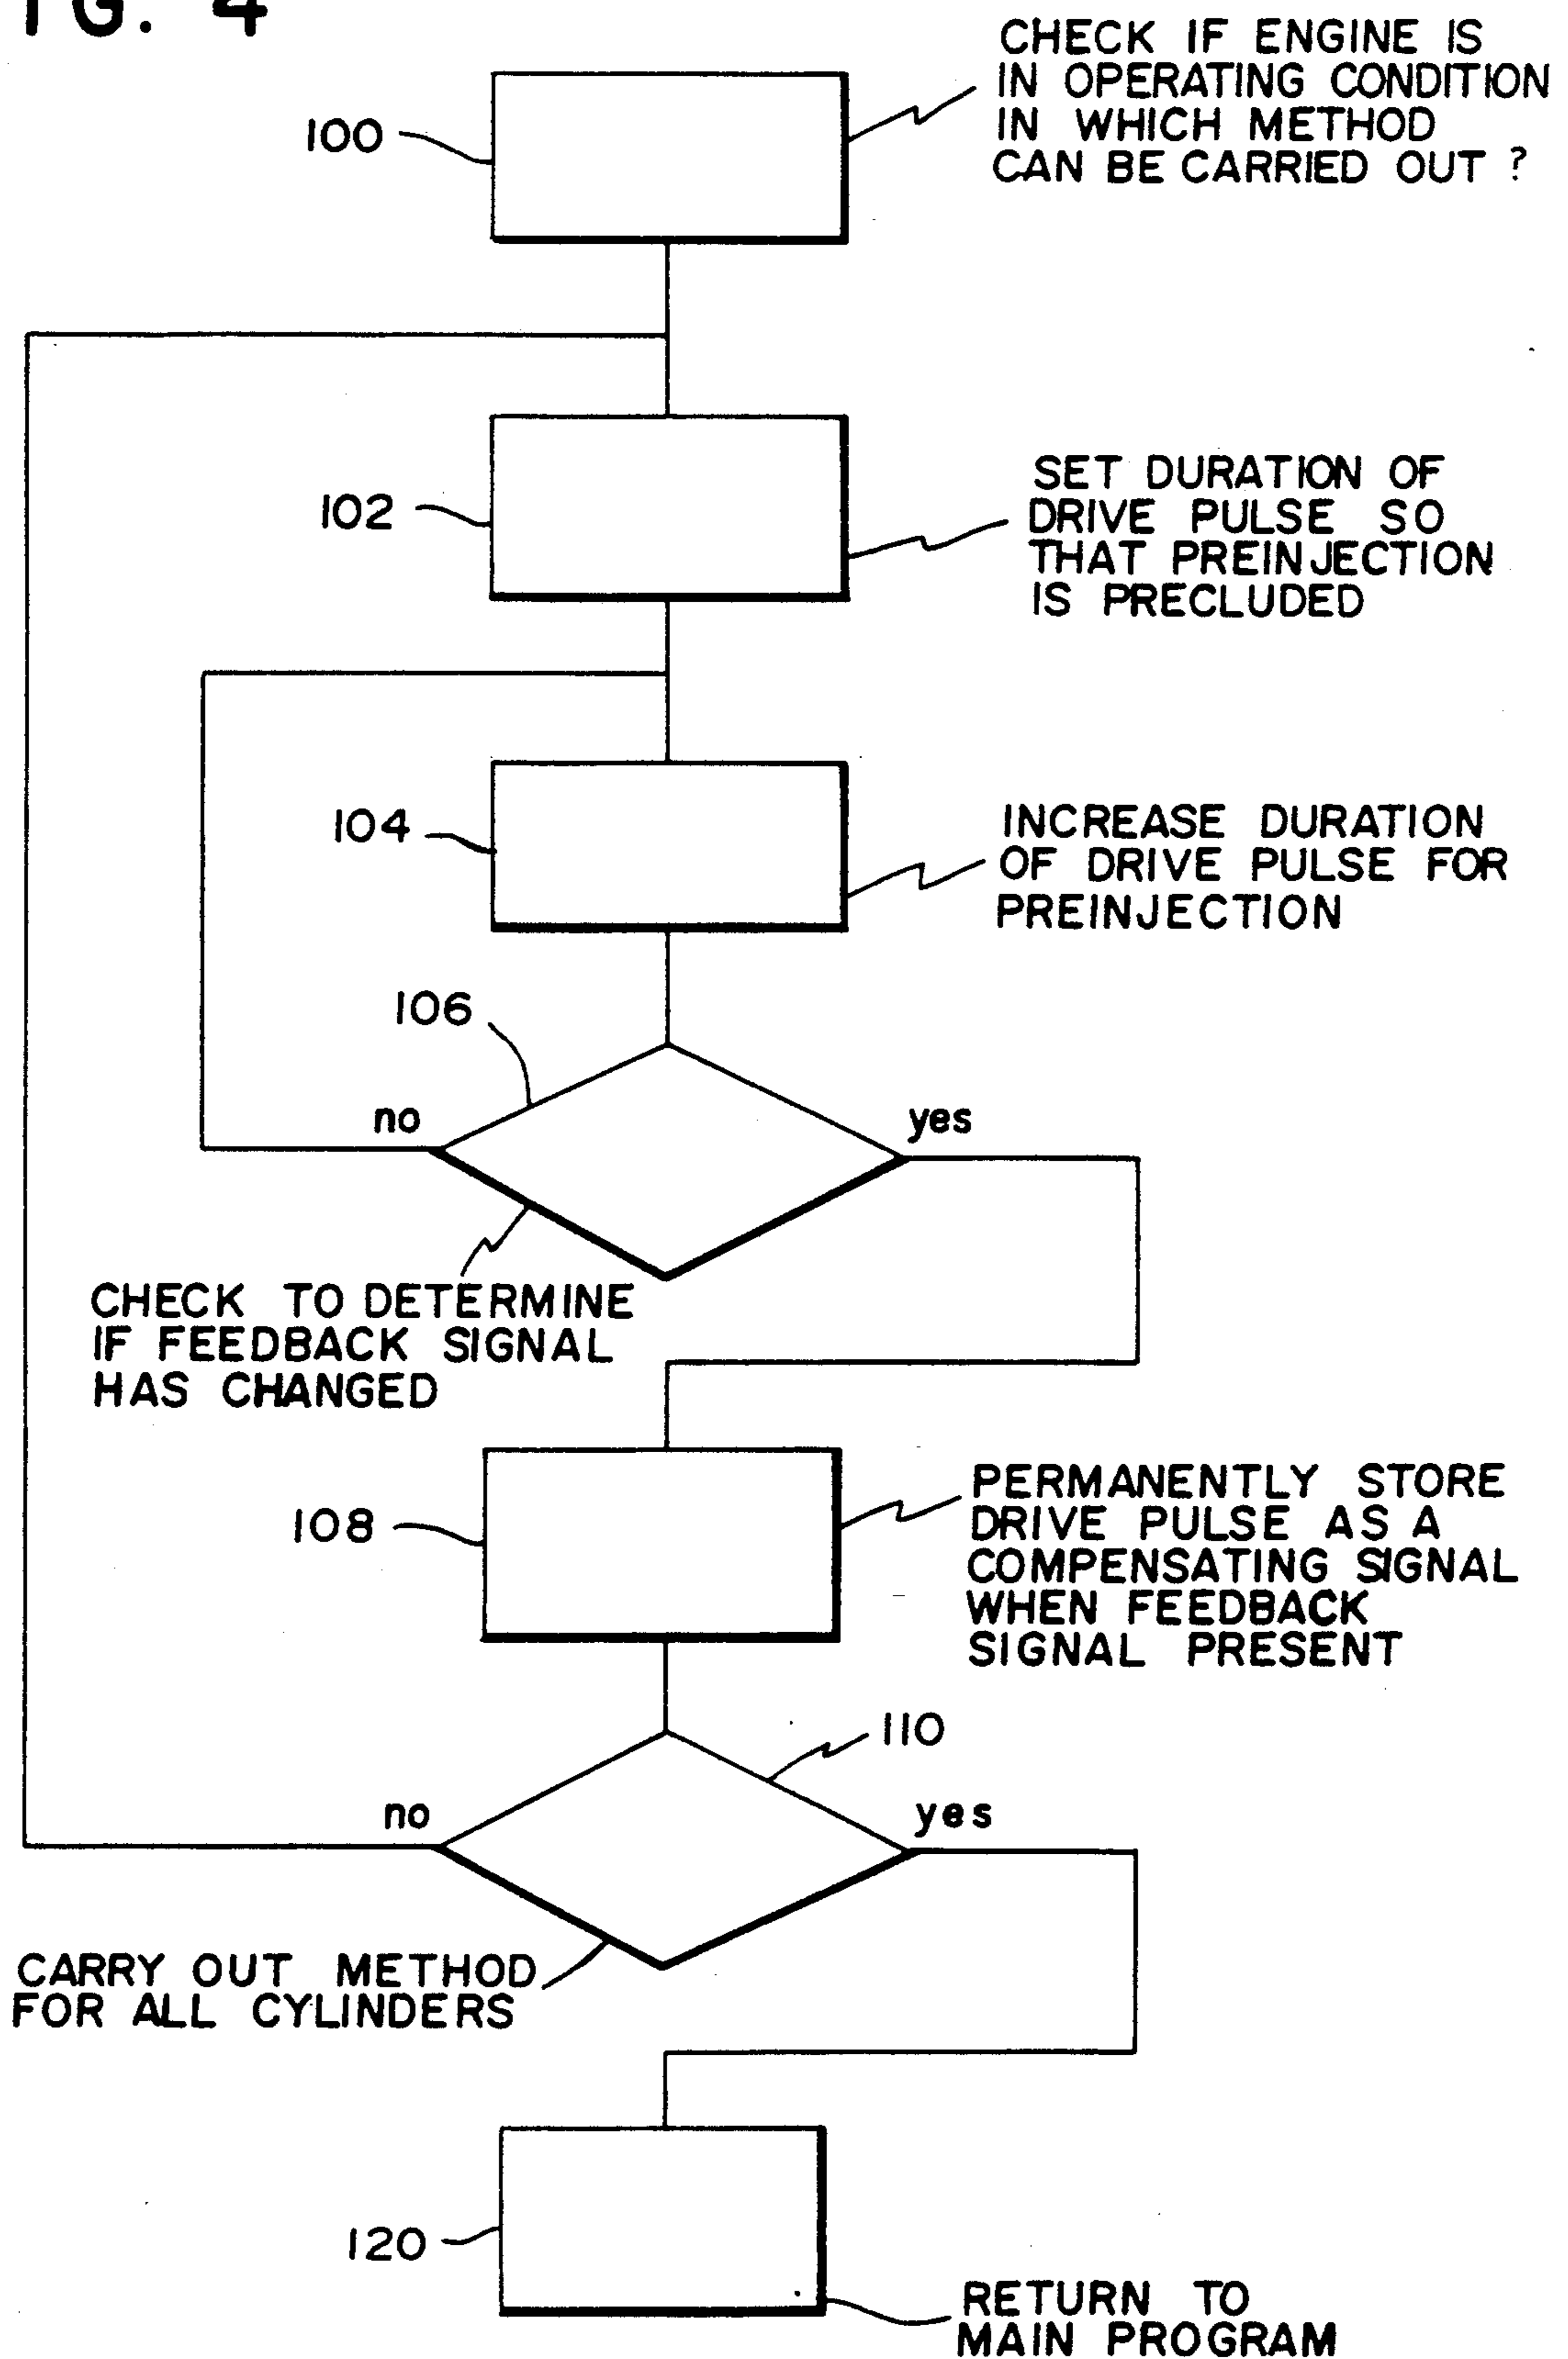 IG. 4
CHECK IF ENGINE IS
IN OPERATING CONDITION
IN WHICH METHOD
CAN BE CARRIED OUT ?
100
102
SET DURATION OF
DRIVE PULSE SO
THAT PREINJECTION
IS PRECLUDED
104
INCREASE DURATION
OF DRIVE PULSE FOR
PREINJECTION
106
no
yes
CHECK TO DETERMINE
IF FEEDBACK SIGNAL
HAS CHANGED
108
PERMANENTLY STORE
DRIVE PULSE AS A
COMPENSATING SIGNAL
WHEN FEEDBACK
SIGNAL PRESENT
110
no
yes
CARRY OUT METHOD
FOR ALL CYLINDERS
120
RETURN TO
MAIN PROGRAM